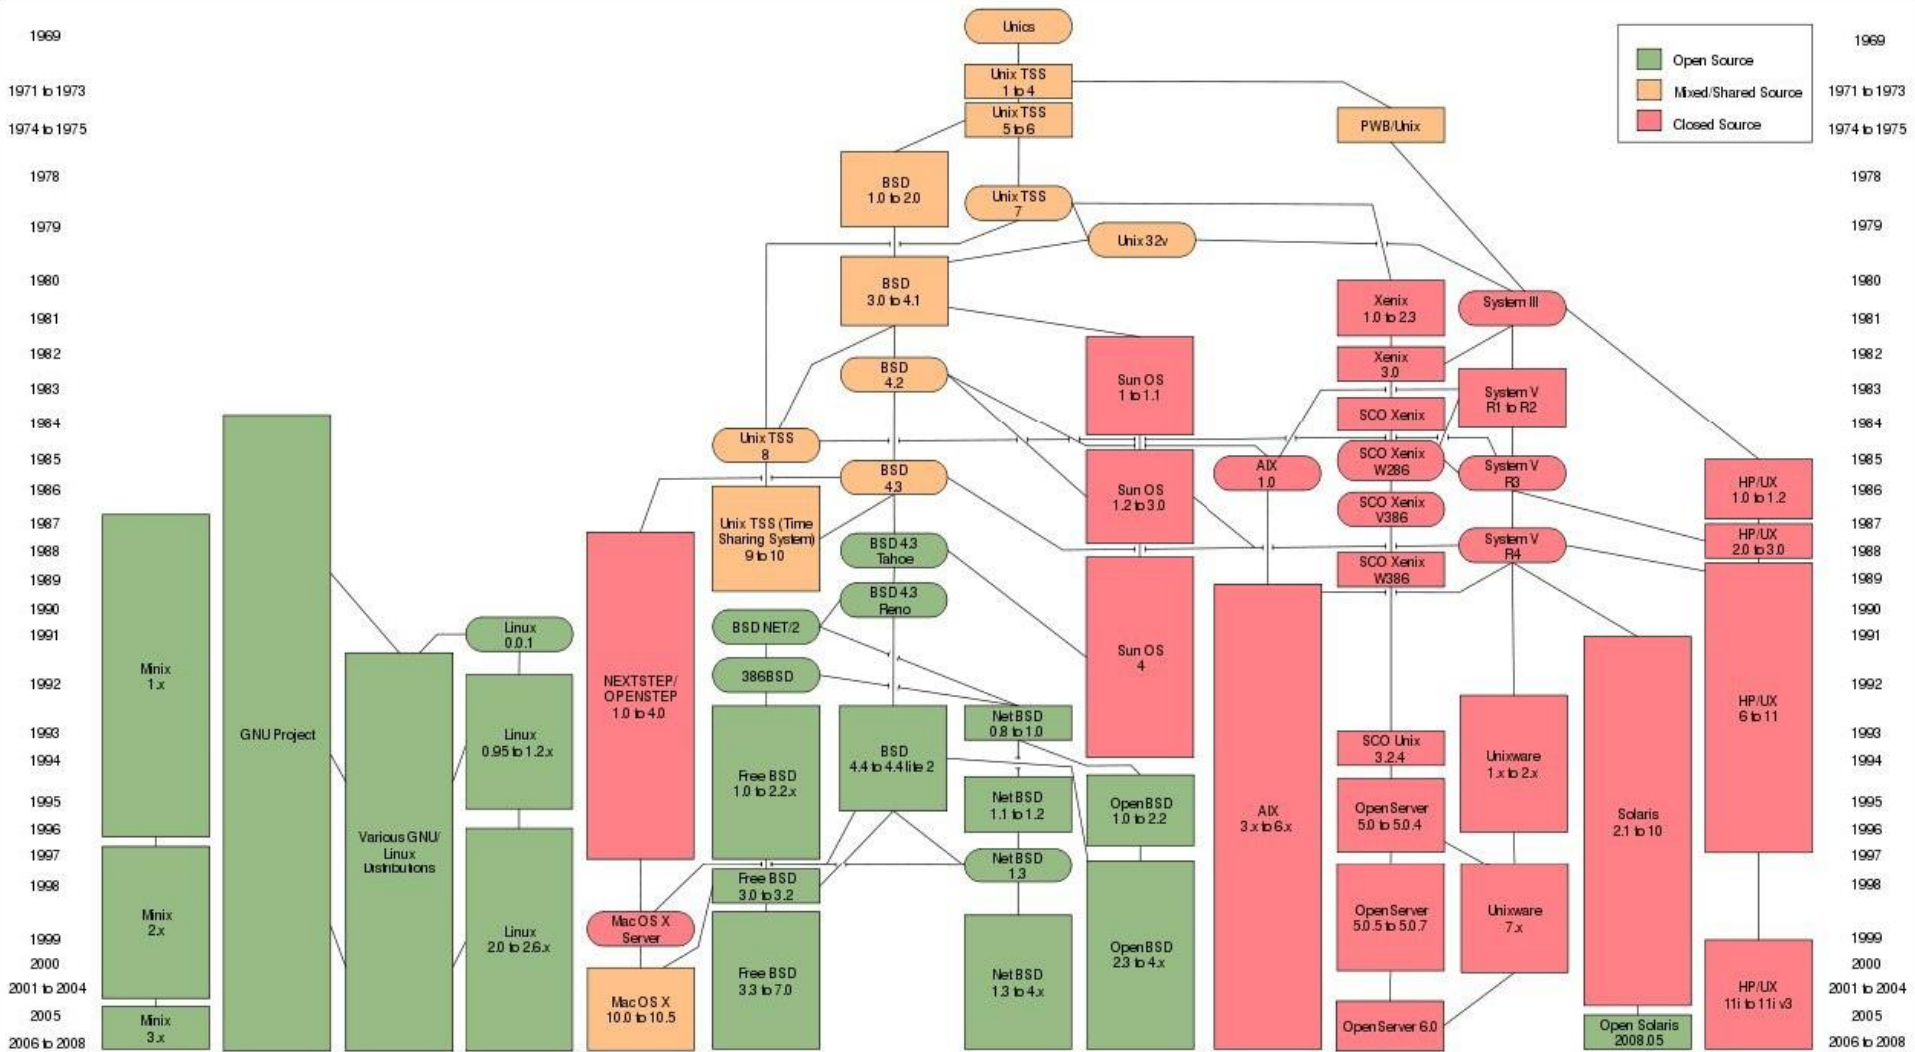 1969
1971 to 1973
1974 to 1975
1978
1979
1980
1981
1982
1983
1984
1985
1986
1987
1988
1989
1990
1991
1992
1993
1994
1995
1996
1997
1998
1999
2000
2001 to 2004
2005
2006 to 2008
Minix
1.x
Minix
2.x
Minix
3.x
GNU Project
Various GNU/
Linux
Distributions
Linux
0.0.1
Linux
0.95 to 1.2.x
Linux
2.0 to 2.6.x
NEXTSTEP/
OPENSTEP
1.0 to 4.0
Mac OS X
Server
Mac OS X
10.0 to 10.5
Unix TSS
8
Unix TSS (Time
Sharing System)
9 to 10
BSD NET/2
386BSD
Free BSD
1.0 to 2.2.x
Free BSD
3.0 to 3.2
Free BSD
3.3 to 7.0
BSD
1.0 to 2.0
BSD
3.0 to 4.1
BSD
4.2
BSD
4.3
BSD 4.3
Tahoe
BSD 4.3
Reno
BSD
4.4 to 4.4 lite 2
Unics
Unix TSS
1 to 4
Unix TSS
5 to 6
Unix TSS
7
Net BSD
0.8 to 1.0
Net BSD
1.1 to 1.2
Net BSD
1.3
Net BSD
1.3 to 4.x
Unix 32v
Sun OS
1 to 1.1
Sun OS
1.2 to 3.0
Sun OS
4
Open BSD
1.0 to 2.2
Open BSD
2.3 to 4.x
AIX
1.0
AIX
3.x to 6.x
PWB/Unix
Xenix
1.0 to 2.3
Xenix
3.0
SCO Xenix
SCO Xenix
W286
SCO Xenix
V386
SCO Xenix
W386
SCO Unix
3.2.4
Open Server
5.0 to 5.0.4
Open Server
5.0.5 to 5.0.7
Open Server 6.0
System III
System V
R1 to R2
System V
R3
System V
R4
Unixware
1.x to 2.x
Unixware
7.x
Solaris
2.1 to 10
Open Solaris
2008.05
HP/UX
1.0 to 1.2
HP/UX
2.0 to 3.0
HP/UX
6 to 11
HP/UX
11i to 11i v3
Open Source
Mixed/Shared Source
Closed Source
1969
1971 to 1973
1974 to 1975
1978
1979
1980
1981
1982
1983
1984
1985
1986
1987
1988
1989
1990
1991
1992
1993
1994
1995
1996
1997
1998
1999
2000
2001 to 2004
2005
2006 to 2008